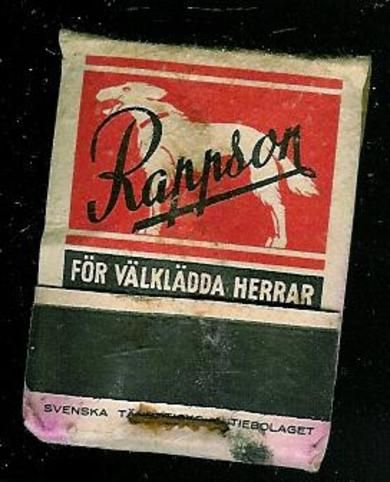 Rappson
FÖR VÄLKLÄDDA HERRAR
SVENSKA